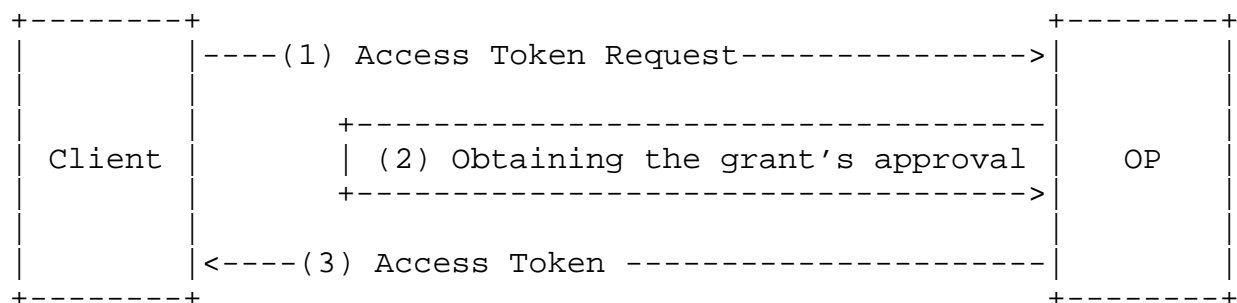 (1) Access Token Request
Client
(2) Obtaining the grant's approval
OP
(3) Access Token